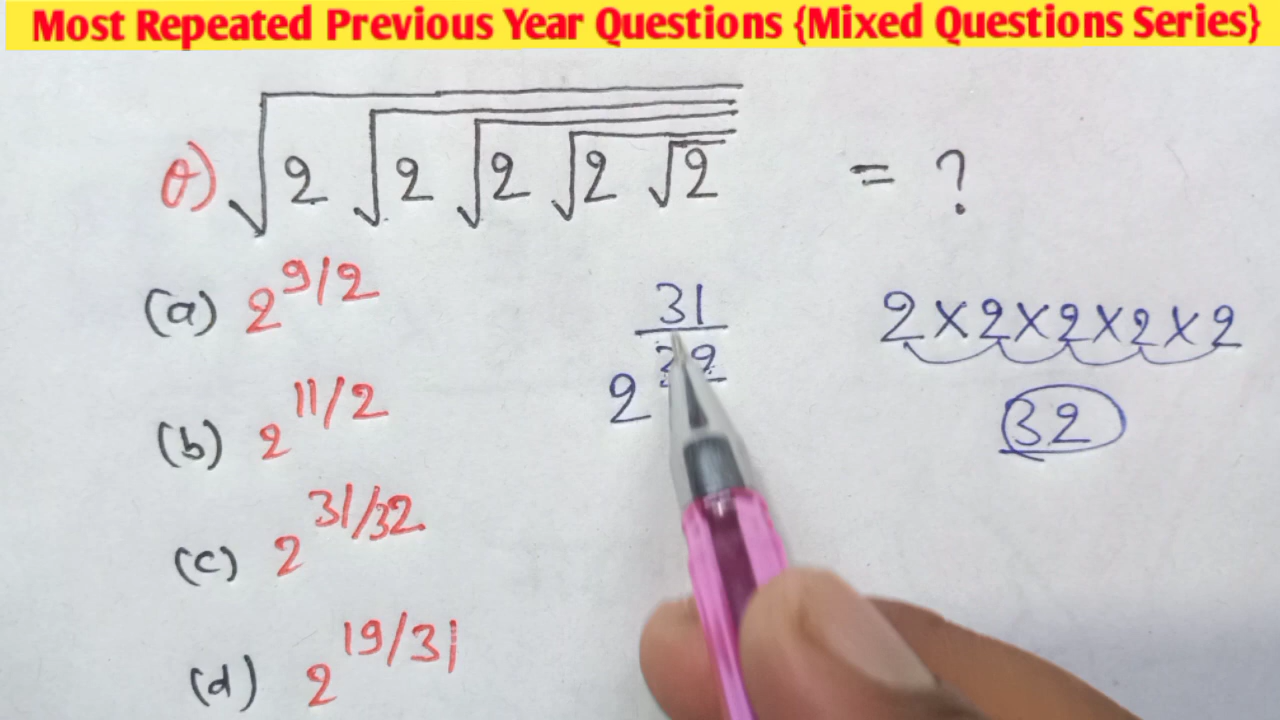 Most Repeated Previous Year Questions {Mixed Questions Series}
Q) √2√2√2√2√2 = ?
(a) 2^9/2
(b) 2^11/2
(c) 2^31/32
(d) 2^19/31
2^31/32
2×2×2×2×2
32